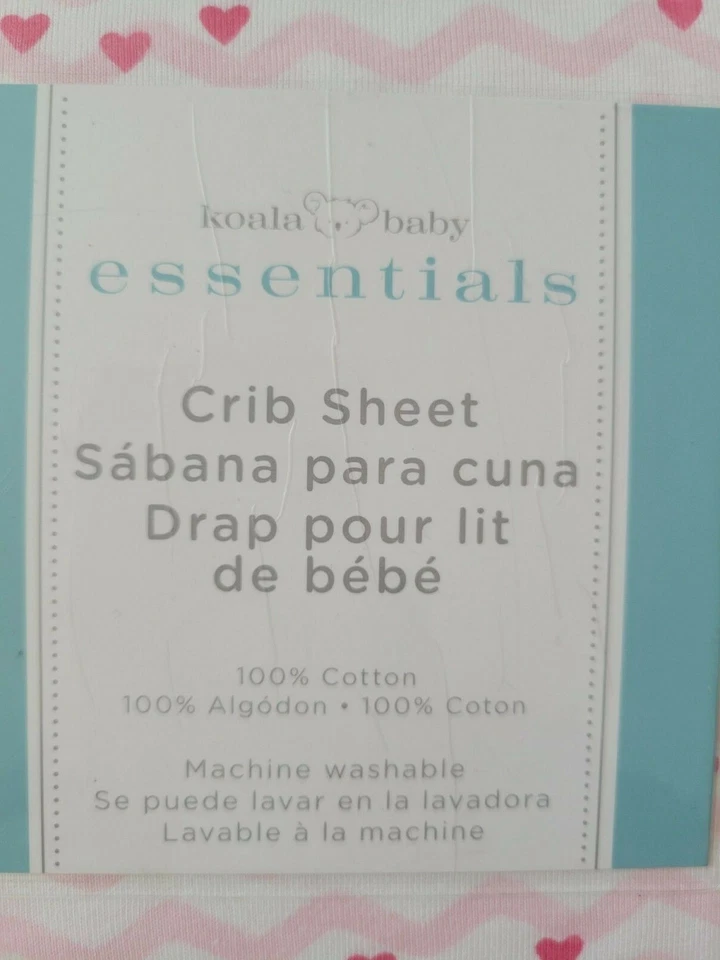 koala baby
essentials
Crib Sheet
Sábana para cuna
Drap pour lit
de bébé
100% Cotton
100% Algódon • 100% Coton
Machine washable
Se puede lavar en la lavadora
Lavable à la machine